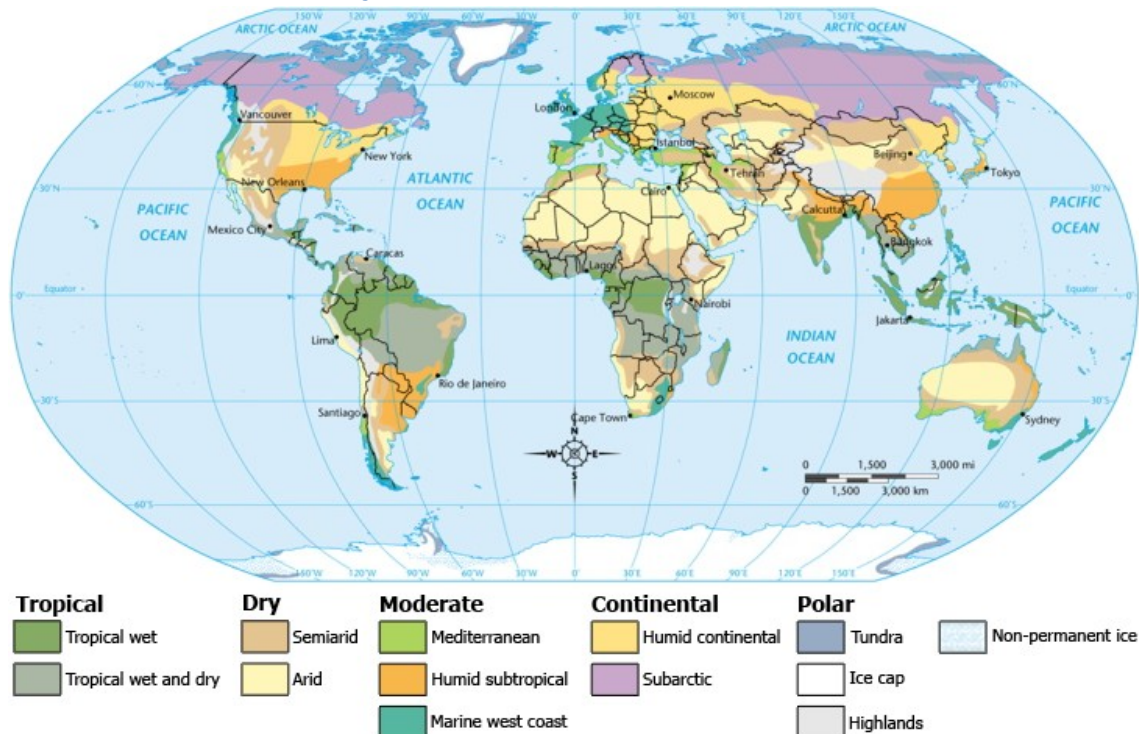 ARCTIC OCEAN
150°W
120°W
90°W
60°W
30°W
0°
30°E
60°E
90°E
120°E
150°E
ARCTIC OCEAN
60°N
60°N
Vancouver
London
Moscow
New York
Istanbul
Beijing
Tokyo
ATLANTIC
OCEAN
30°N
New Orleans
Cairo
Tehran
30°N
PACIFIC
OCEAN
PACIFIC
OCEAN
Mexico City
Calcutta
Bangkok
Caracas
Lagos
Equator
0°
Nairobi
Equator
0°
Jakarta
INDIAN
OCEAN
Lima
Rio de Janeiro
30°S
Santiago
Cape Town
Sydney
30°S
N
W E
S
0 1,500 3,000 mi
0 1,500 3,000 km
60°S
60°S
150°W
120°W
90°W
60°W
30°W
0°
30°E
60°E
90°E
120°E
150°E
Tropical
Tropical wet
Tropical wet and dry
Dry
Semiarid
Arid
Moderate
Mediterranean
Humid subtropical
Marine west coast
Continental
Humid continental
Subarctic
Polar
Tundra
Ice cap
Highlands
Non-permanent ice